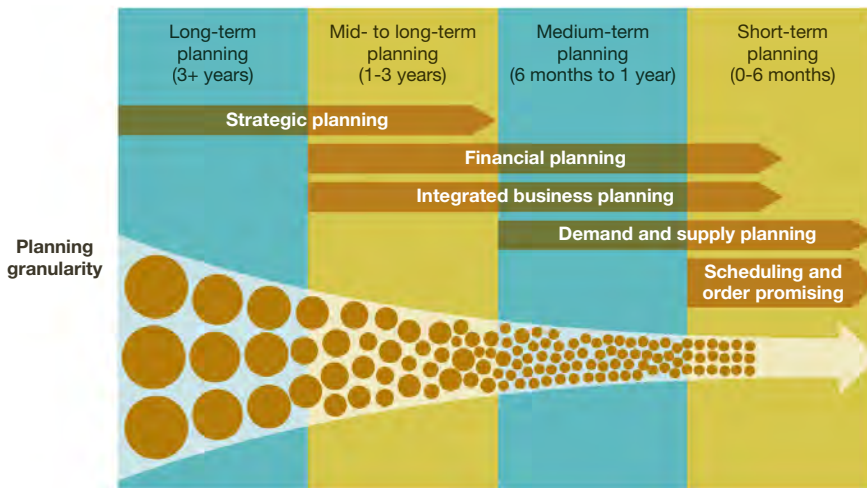 Long-term
planning
(3+ years)
Mid- to long-term
planning
(1-3 years)
Medium-term
planning
(6 months to 1 year)
Short-term
planning
(0-6 months)
Strategic planning
Financial planning
Integrated business planning
Demand and supply planning
Scheduling and
order promising
Planning
granularity